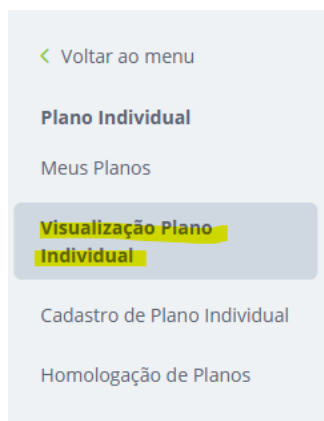 Voltar ao menu
Plano Individual
Meus Planos
Visualização Plano
Individual
Cadastro de Plano Individual
Homologação de Planos